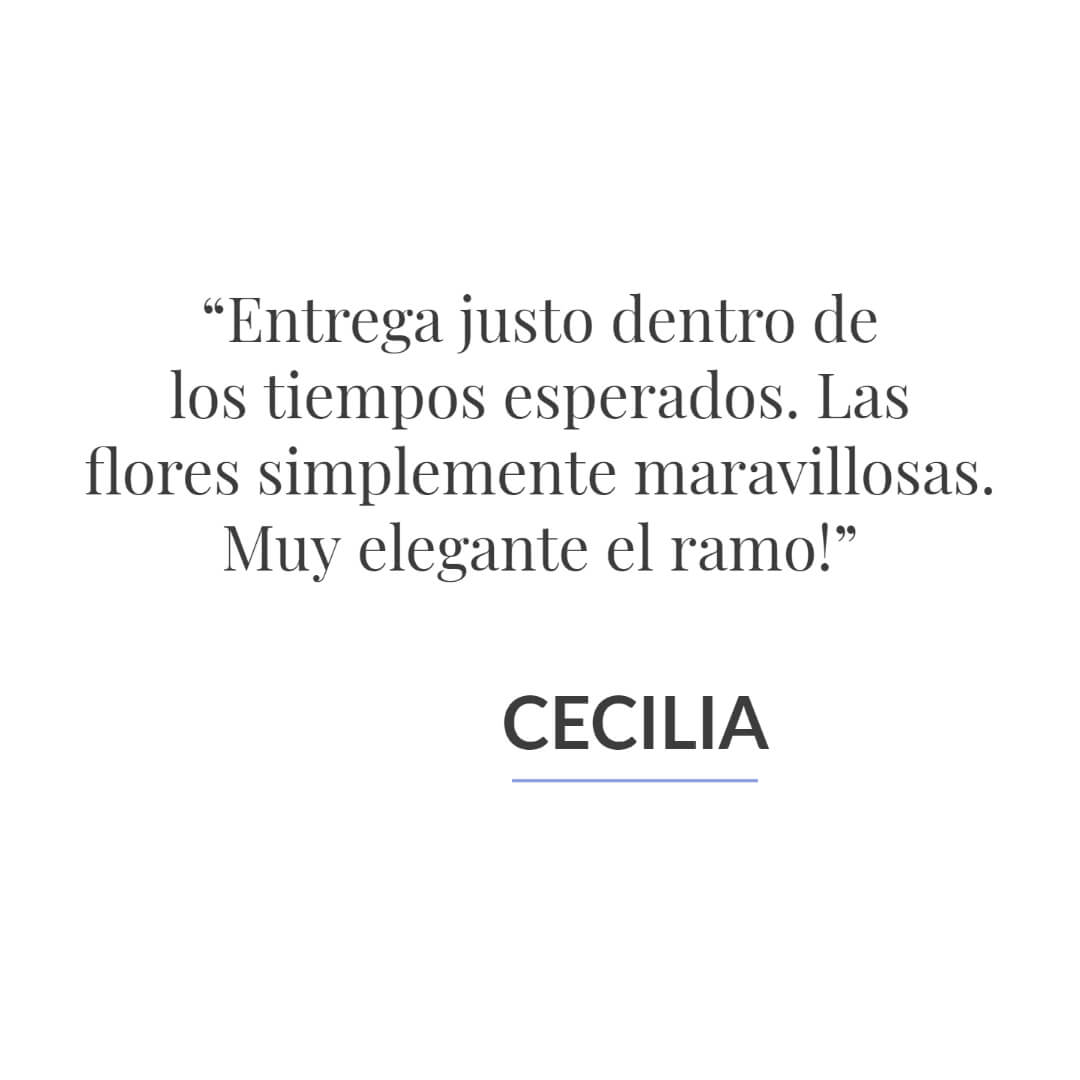 “Entrega justo dentro de
los tiempos esperados. Las
flores simplemente maravillosas.
Muy elegante el ramo!”
CECILIA